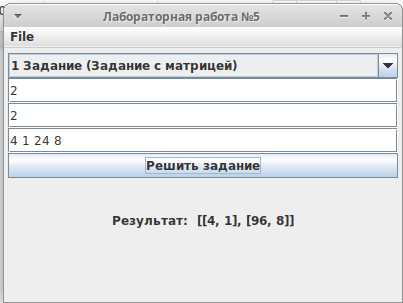 Лабораторная работа №5
File
1 Задание (Задание с матрицей)
2
2
4 1 24 8
Решить задание
Результат: [[4, 1], [96, 8]]